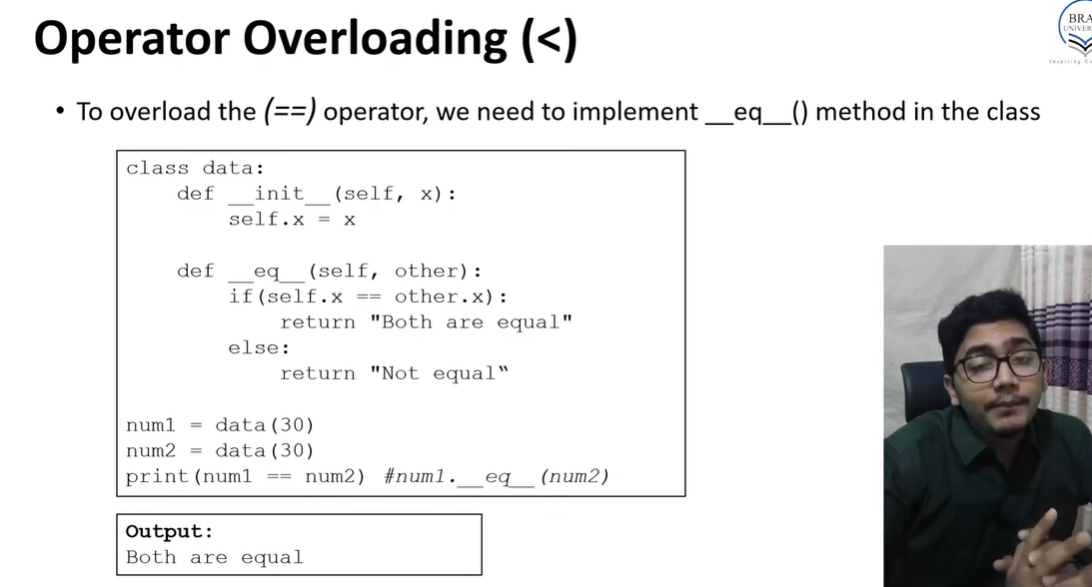 Operator Overloading (<)
BRA
UNIVER
• To overload the (==) operator, we need to implement __eq__() method in the class
class data:
    def __init__(self, x):
        self.x = x
    def __eq__(self, other):
        if(self.x == other.x):
            return "Both are equal"
        else:
            return "Not equal“
num1 = data(30)
num2 = data(30)
print(num1 == num2) #num1.__eq__(num2)
Output:
Both are equal